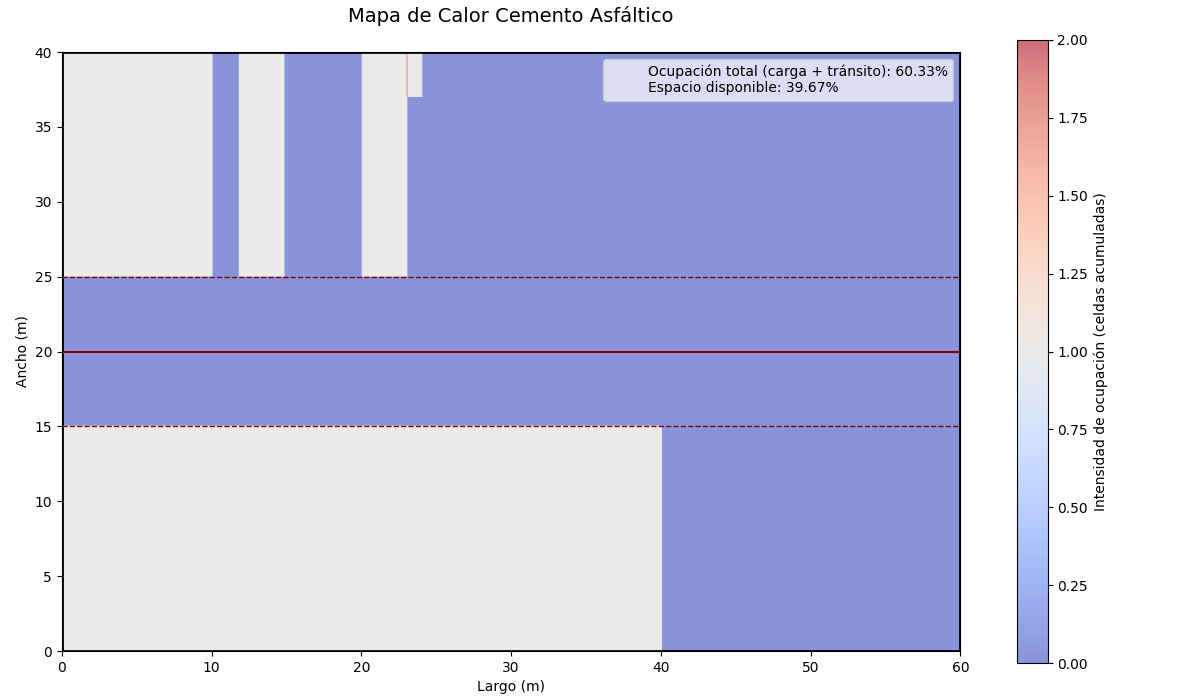 Mapa de Calor Cemento Asfáltico
Ocupación total (carga + tránsito): 60.33%
Espacio disponible: 39.67%
40
35
30
25
20
15
10
5
0
Ancho (m)
0 10 20 30 40 50 60
Largo (m)
2.00
1.75
1.50
1.25
1.00
0.75
0.50
0.25
0.00
Intensidad de ocupación (celdas acumuladas)